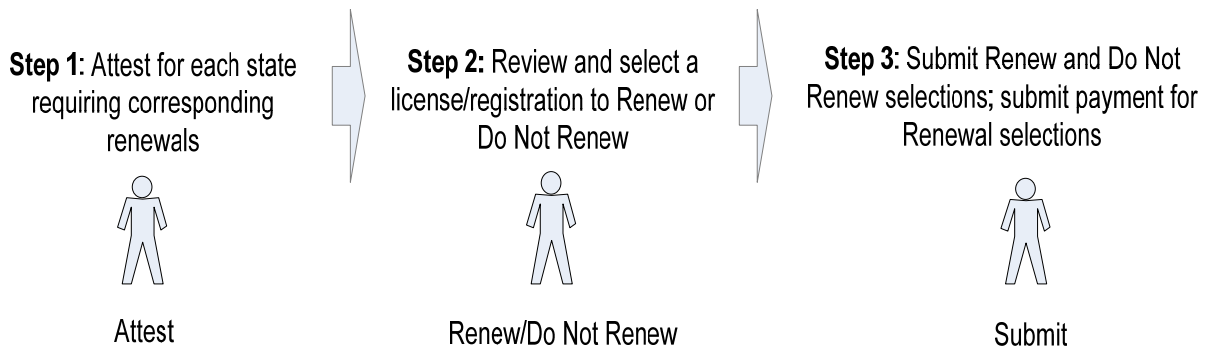 Step 1: Attest for each state
requiring corresponding
renewals
Step 2: Review and select a
license/registration to Renew or
Do Not Renew
Step 3: Submit Renew and Do Not
Renew selections; submit payment for
Renewal selections
Attest
Renew/Do Not Renew
Submit